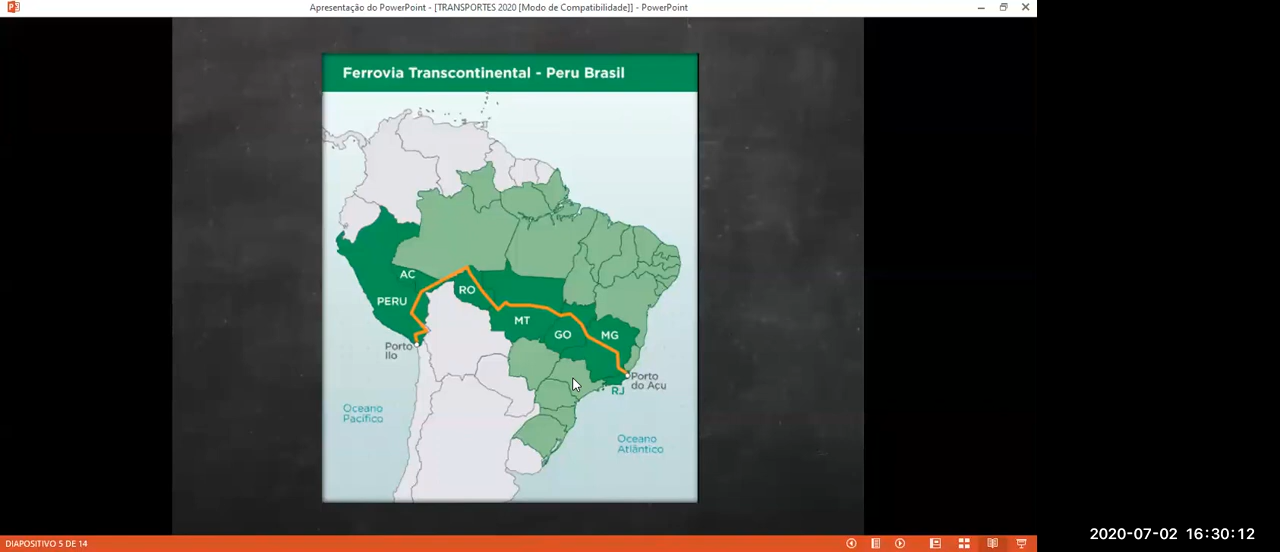 Apresentação do PowerPoint - [TRANSPORTES 2020 [Modo de Compatibilidade]] - PowerPoint
Ferrovia Transcontinental - Peru Brasil
AC
PERU
RO
MT
GO
MG
Porto
Ilo
Porto
do Açu
RJ
Oceano
Pacífico
Oceano
Atlântico
DIAPOSITIVO 5 DE 14
2020-07-02 16:30:12